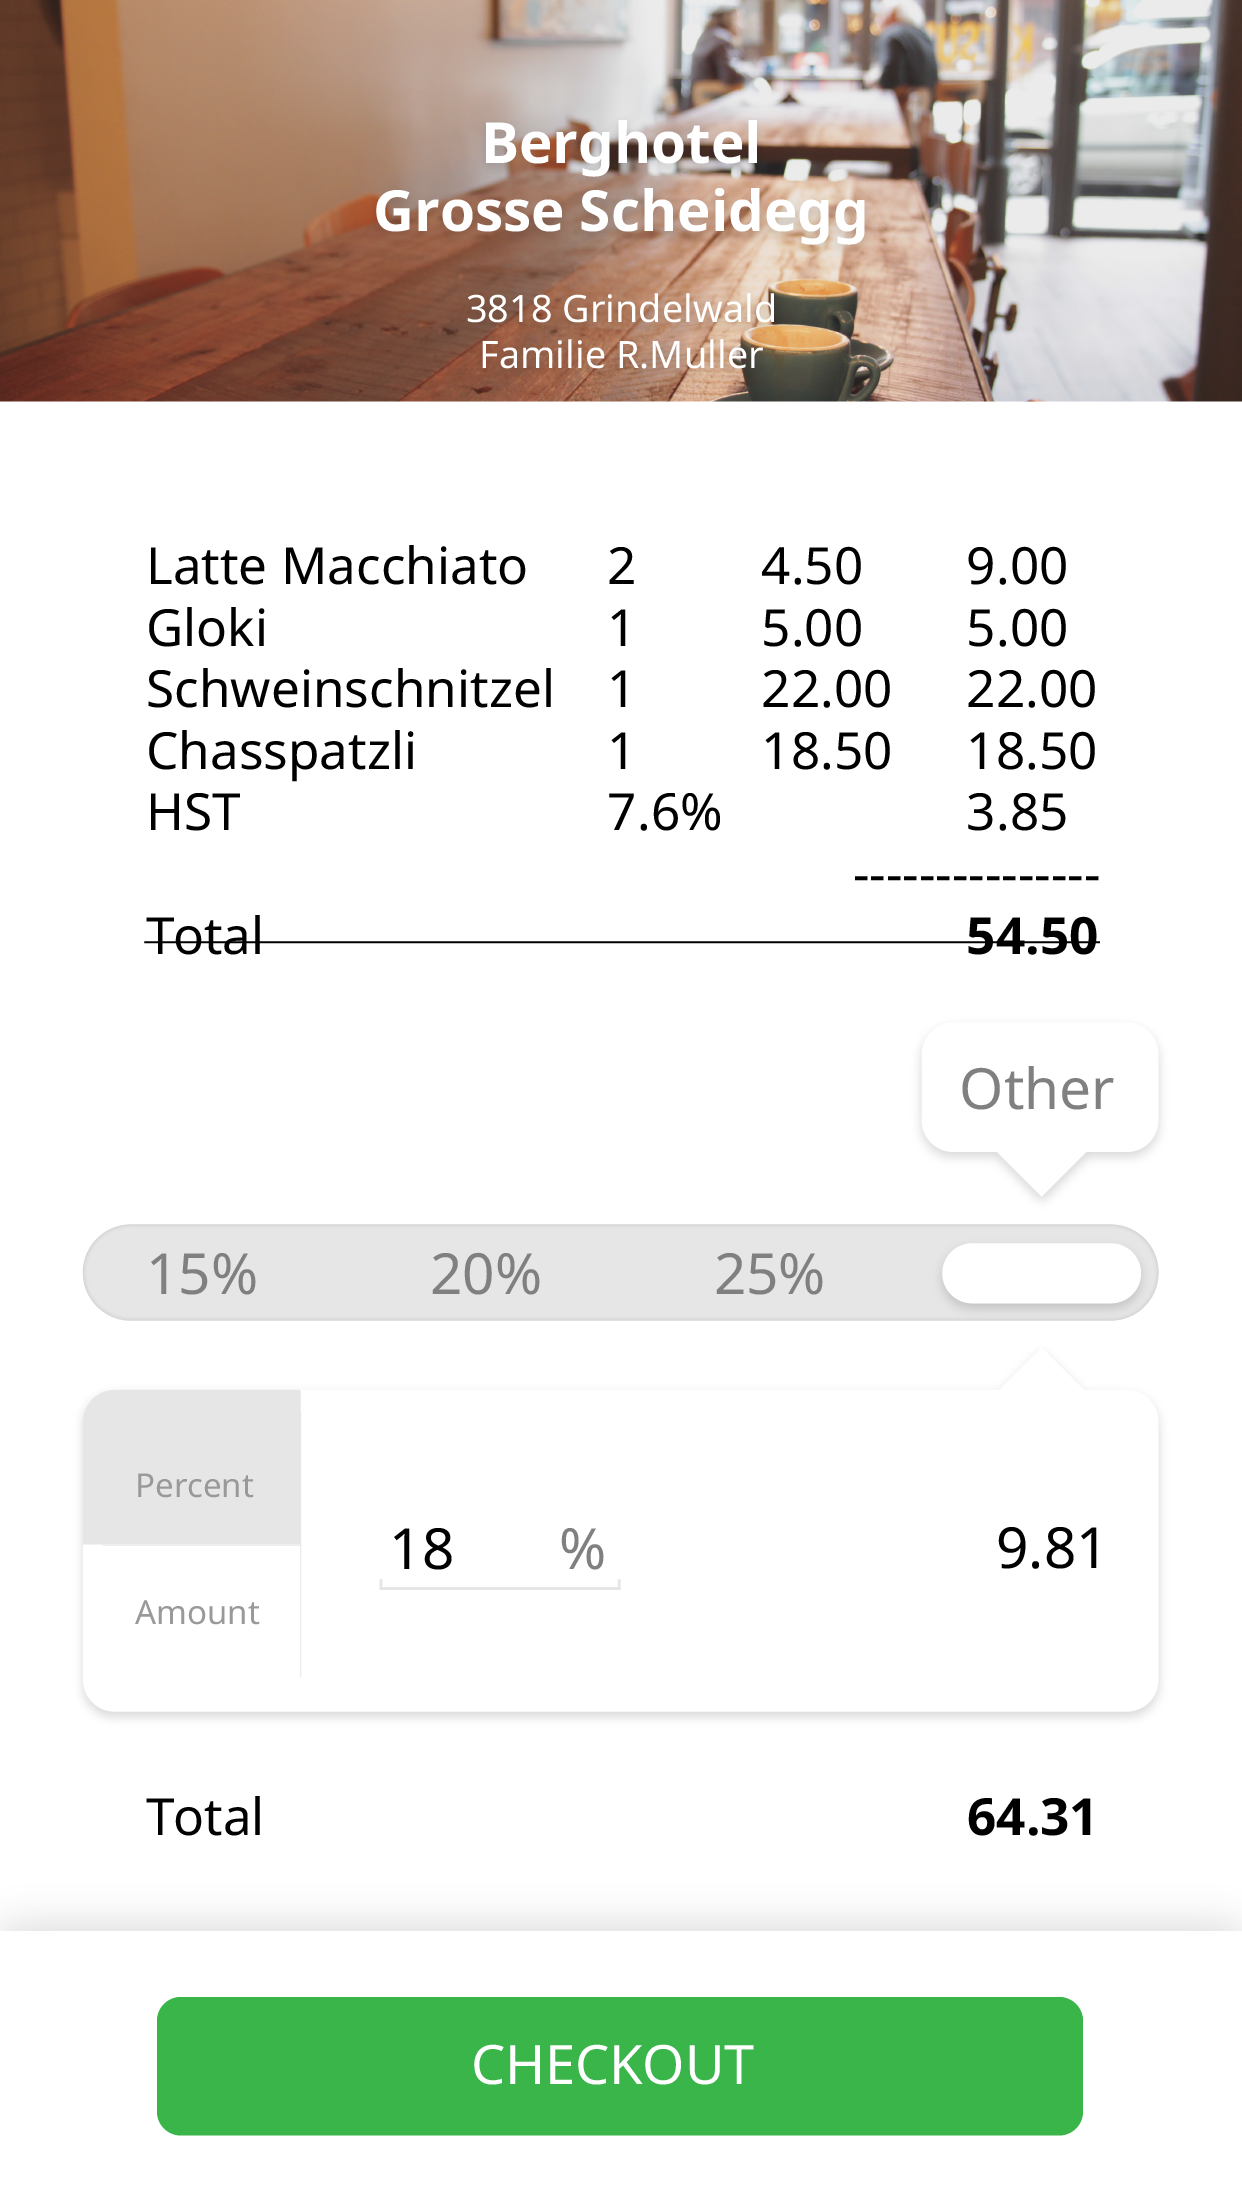 Berghotel
Grosse Scheidegg
3818 Grindelwald
Familie R.Muller
Latte Macchiato 2 4.50 9.00
Gloki 1 5.00 5.00
Schweinschnitzel 1 22.00 22.00
Chasspatzli 1 18.50 18.50
HST 7.6% 3.85
---------------
Total 54.50
Other
15% 20% 25%
Percent
18 % 9.81
Amount
Total 64.31
CHECKOUT